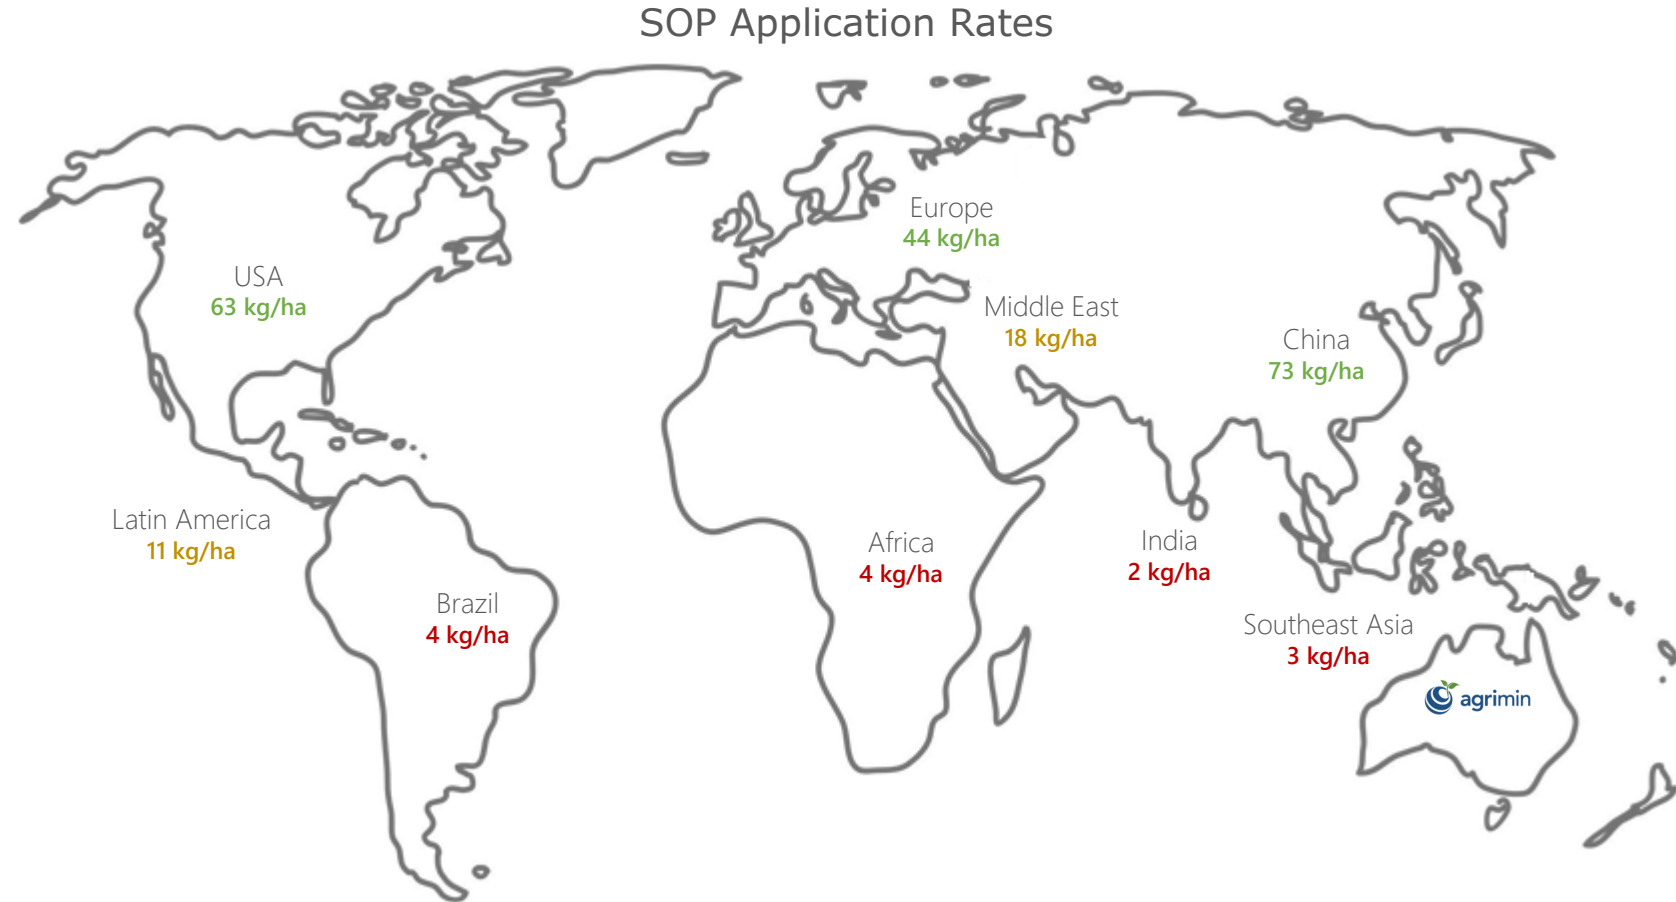 SOP Application Rates
Europe
44 kg/ha
USA
63 kg/ha
Middle East
18 kg/ha
China
73 kg/ha
Latin America
11 kg/ha
Africa
4 kg/ha
India
2 kg/ha
Brazil
4 kg/ha
Southeast Asia
3 kg/ha
agrimin